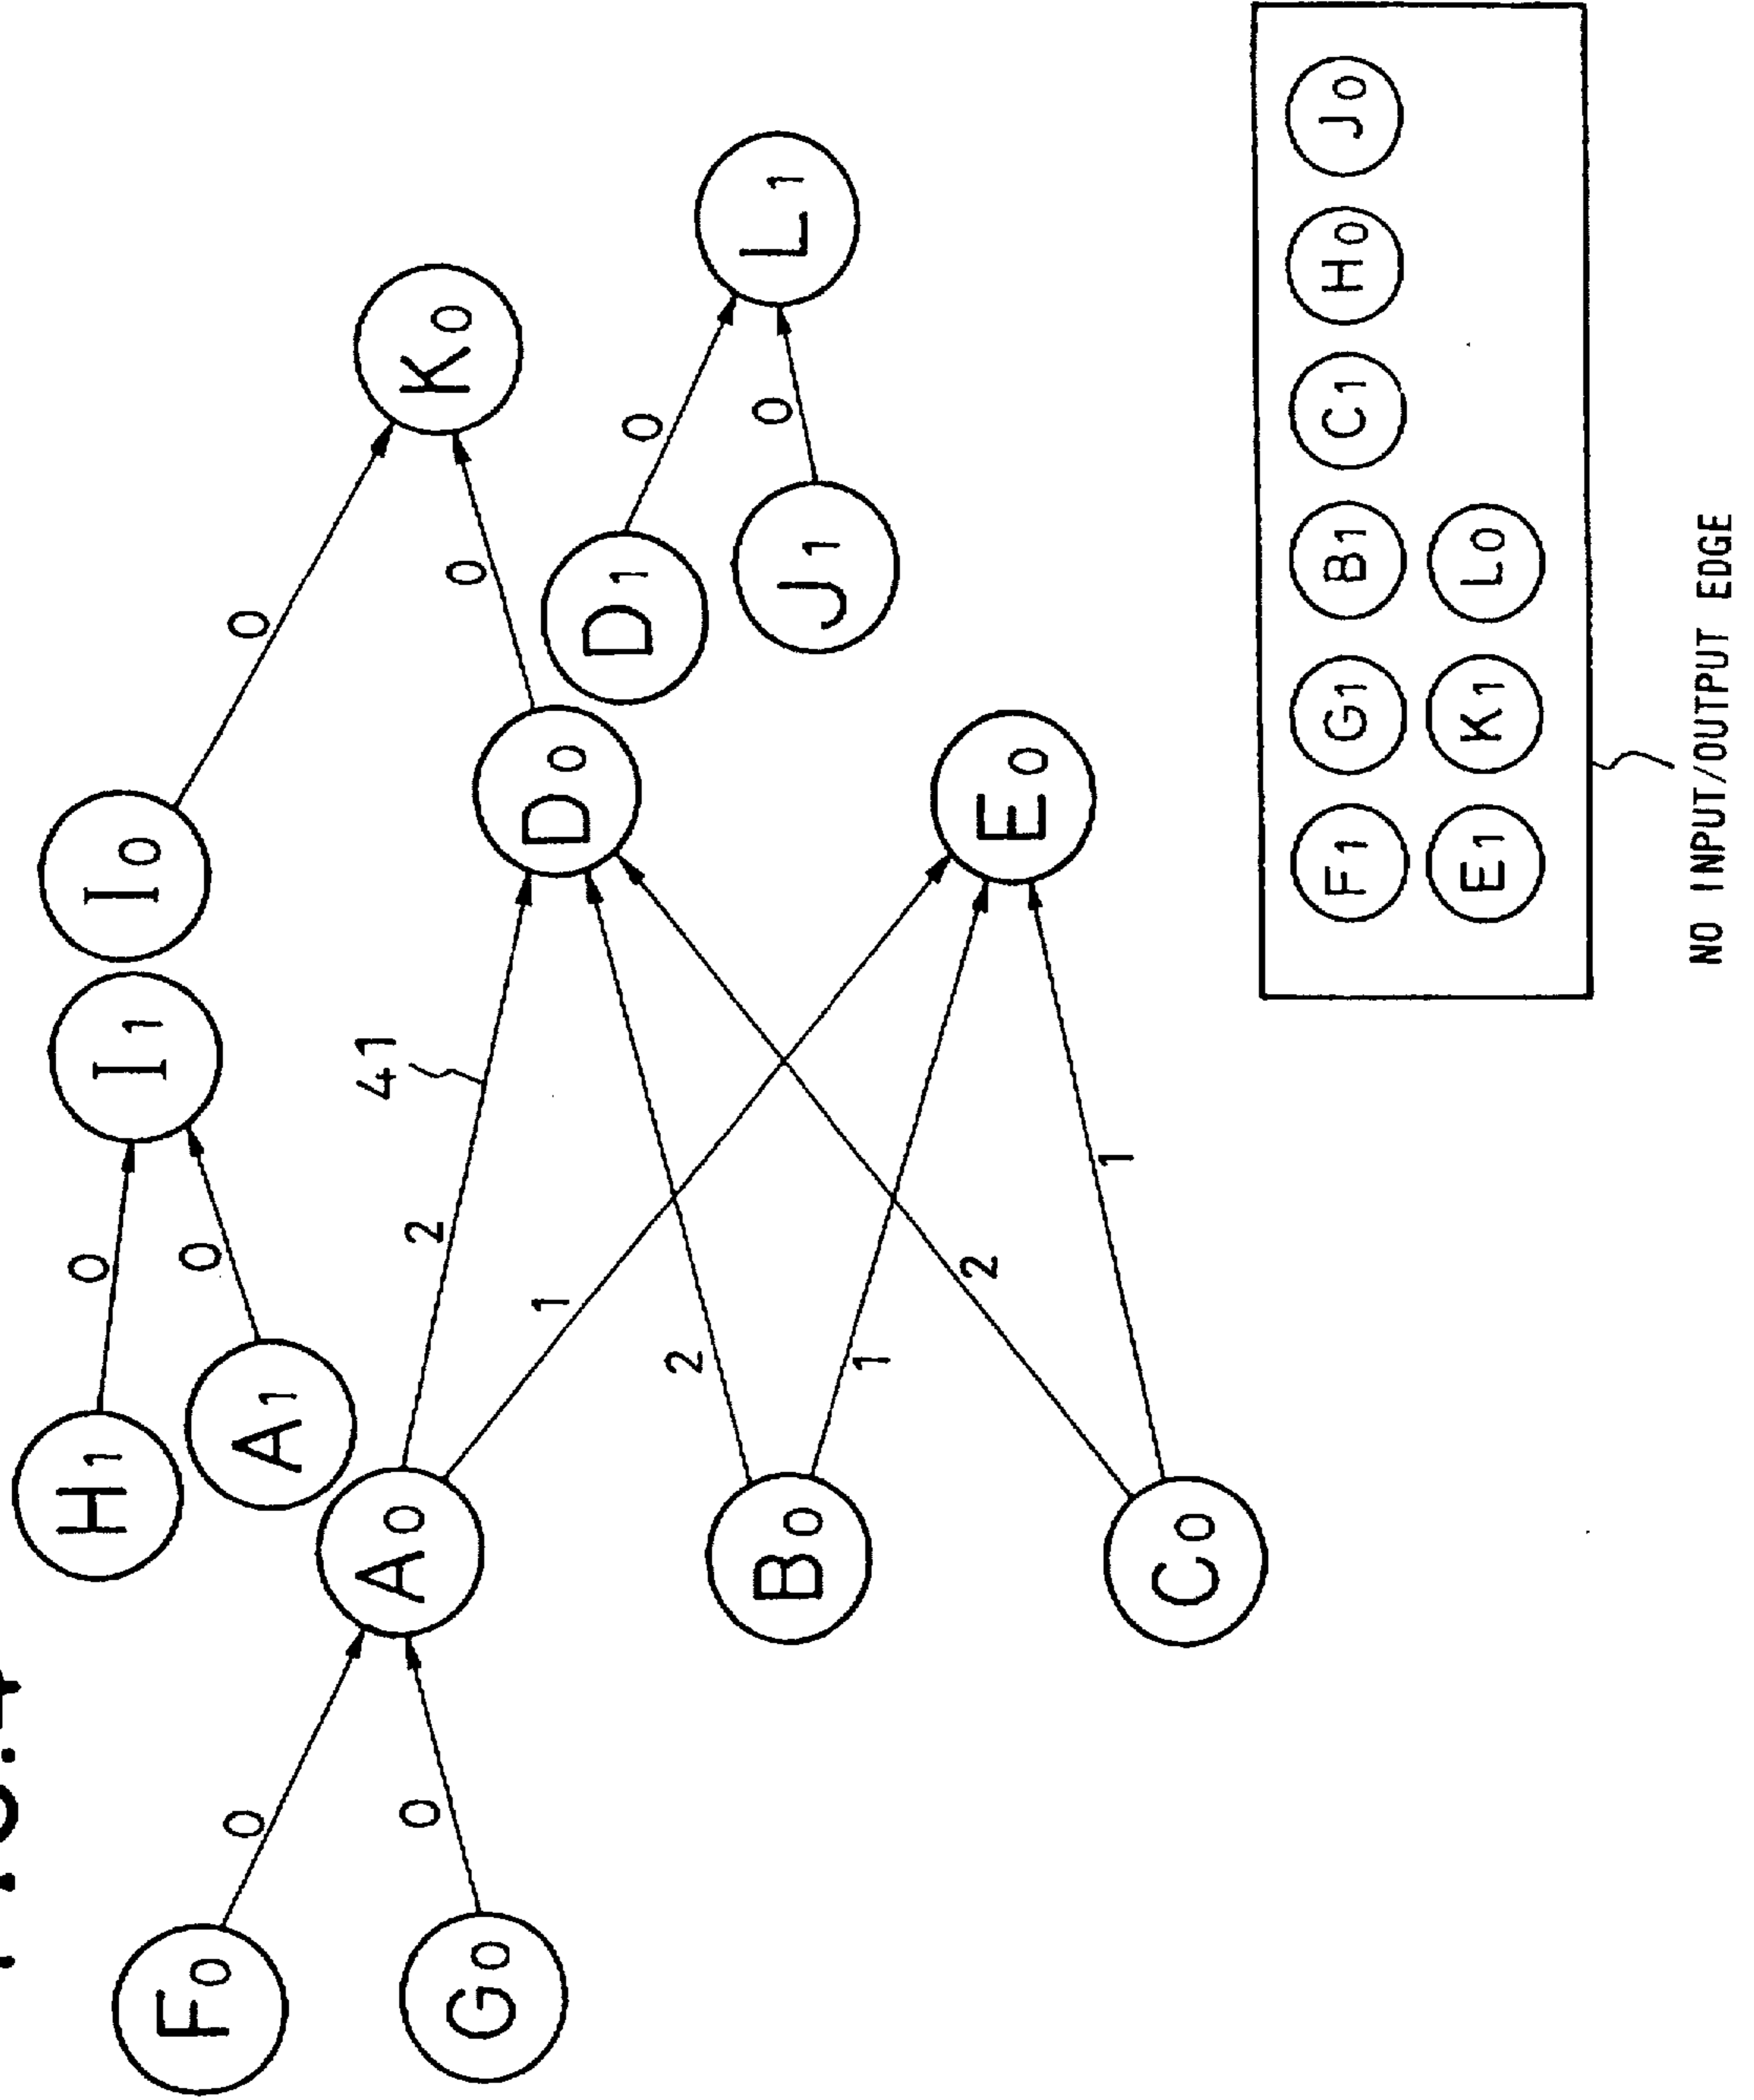 H1
0
I1
I0
F0
0
0
0
A1
41
A0
0
2
K0
0
G0
1
D0
D1
0
2
0
L1
B0
J1
1
2
E0
1
C0
F1 G1 B1 C1 H0 J0
E1 K1 L0
NO INPUT/OUTPUT EDGE